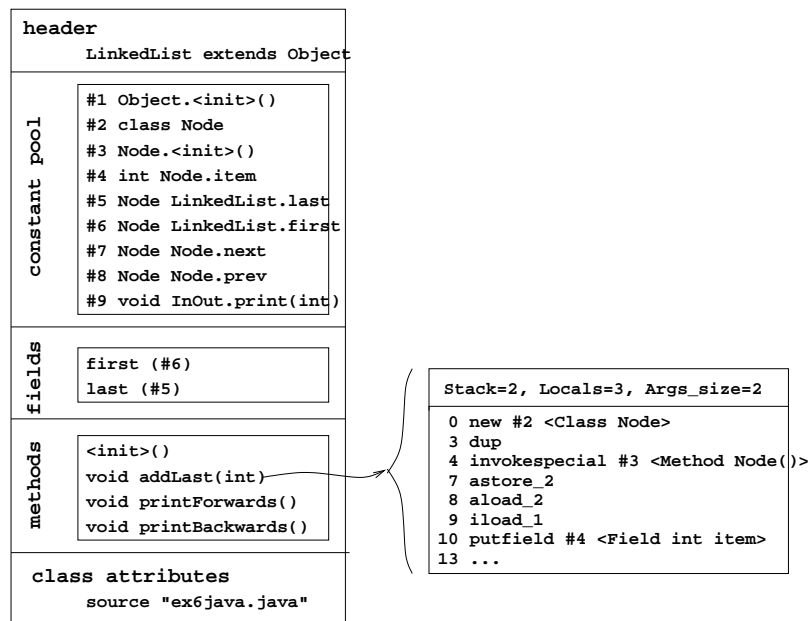 header
LinkedList extends Object
constant pool
#1 Object.<init>()
#2 class Node
#3 Node.<init>()
#4 int Node.item
#5 Node LinkedList.last
#6 Node LinkedList.first
#7 Node Node.next
#8 Node Node.prev
#9 void InOut.print(int)
fields
first (#6)
last (#5)
methods
<init>()
void addLast(int)
void printForwards()
void printBackwards()
class attributes
source "ex6java.java"
Stack=2, Locals=3, Args_size=2
0 new #2 <Class Node>
3 dup
4 invokespecial #3 <Method Node()>
7 astore_2
8 aload_2
9 iload_1
10 putfield #4 <Field int item>
13 ...